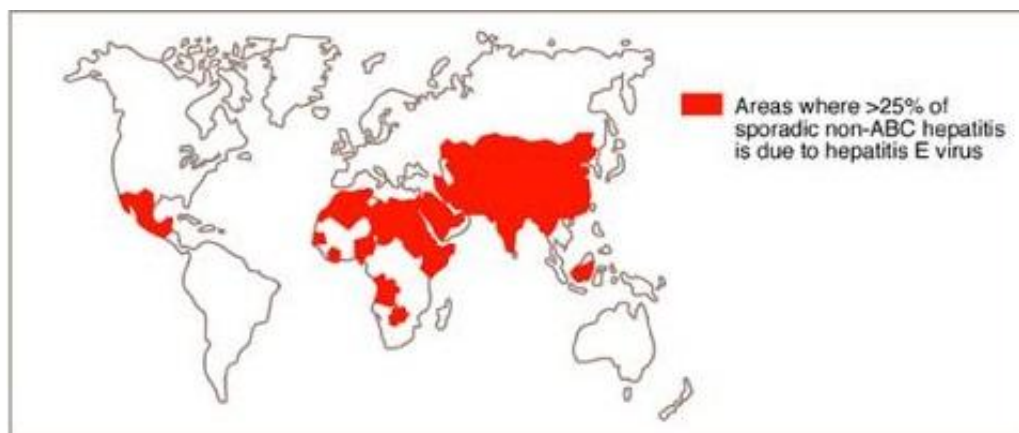 Areas where >25% of
sporadic non-ABC hepatitis
is due to hepatitis E virus